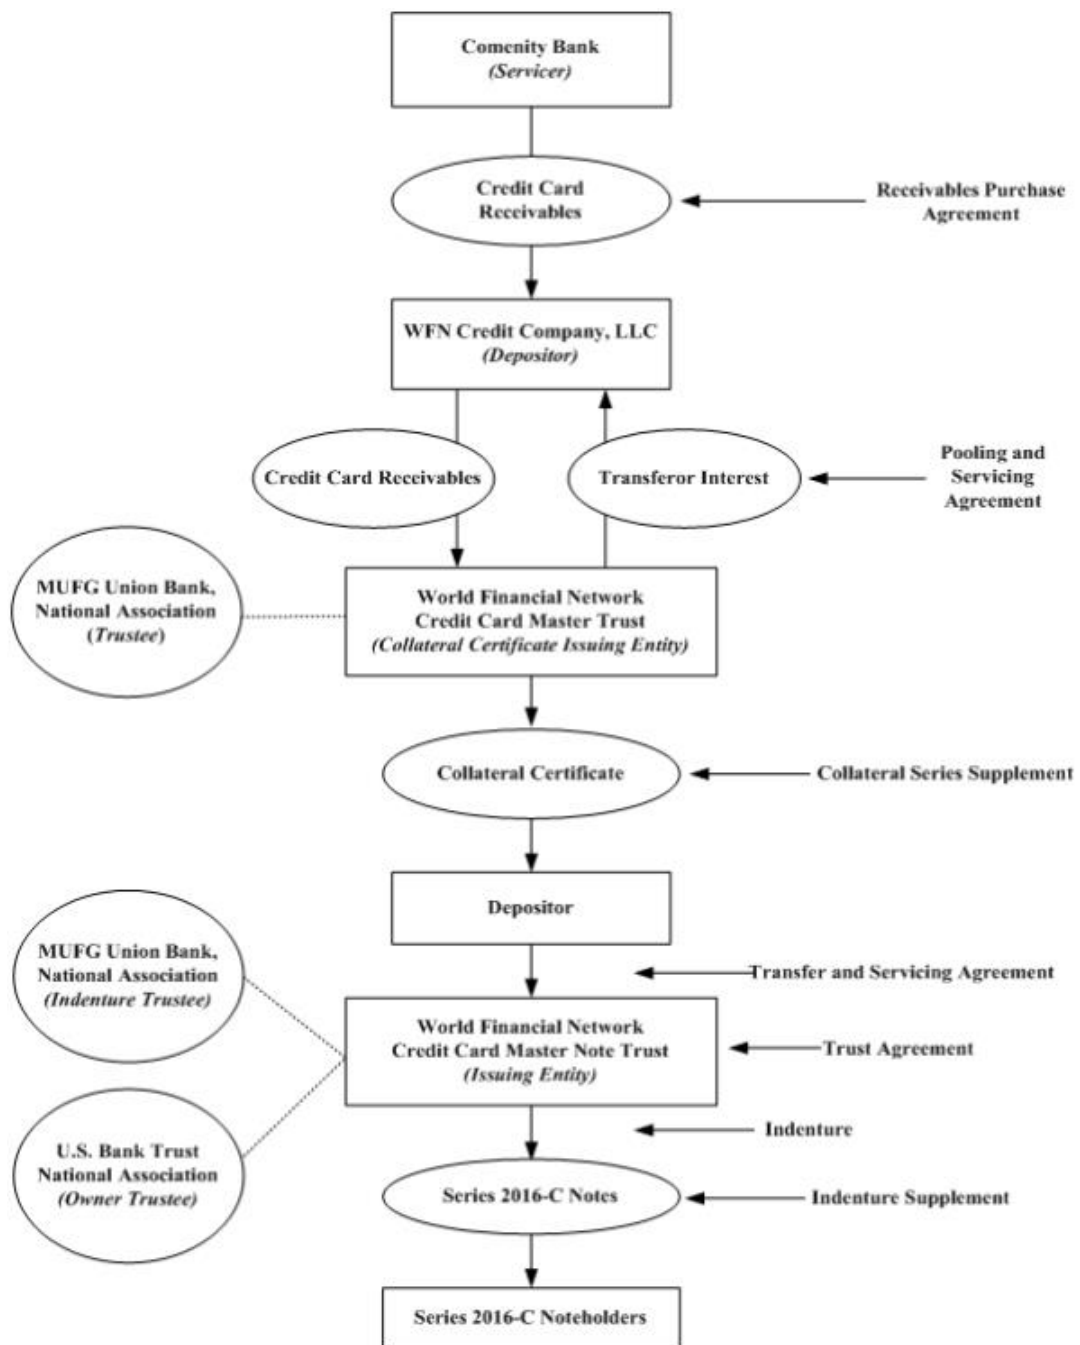 Comenity Bank
(Servicer)
Credit Card
Receivables
Receivables Purchase
Agreement
WFN Credit Company, LLC
(Depositor)
Credit Card Receivables
Transferor Interest
Pooling and
Servicing
Agreement
MUFG Union Bank,
National Association
(Trustee)
World Financial Network
Credit Card Master Trust
(Collateral Certificate Issuing Entity)
Collateral Certificate
Collateral Series Supplement
Depositor
MUFG Union Bank,
National Association
(Indenture Trustee)
Transfer and Servicing Agreement
World Financial Network
Credit Card Master Note Trust
(Issuing Entity)
Trust Agreement
U.S. Bank Trust
National Association
(Owner Trustee)
Indenture
Series 2016-C Notes
Indenture Supplement
Series 2016-C Noteholders